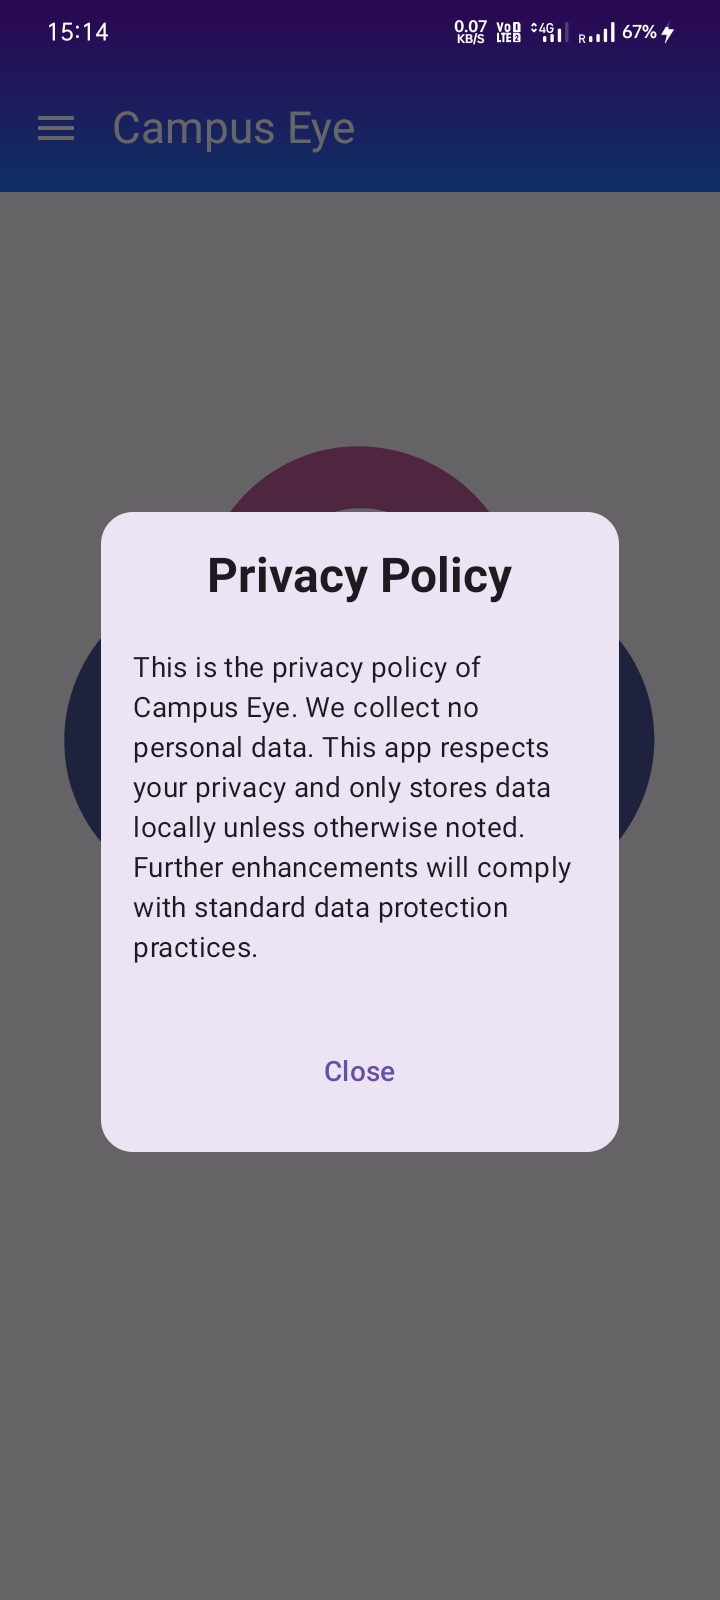 15:14
0.07 KB/S VoD LTE 2 4G R 67%
Campus Eye
Privacy Policy
This is the privacy policy of
Campus Eye. We collect no
personal data. This app respects
your privacy and only stores data
locally unless otherwise noted.
Further enhancements will comply
with standard data protection
practices.
Close